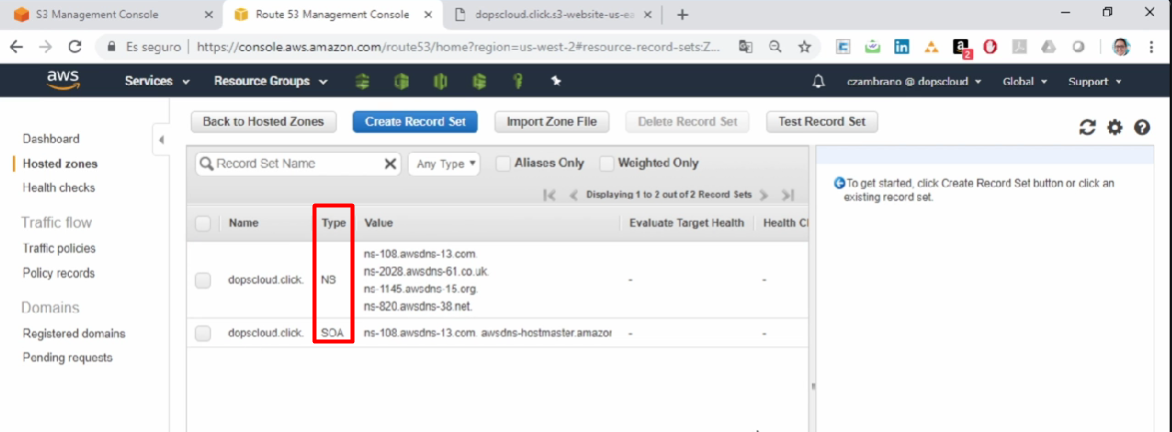 S3 Management Console
Route 53 Management Console
dopscloud.click.s3-website-us-ea
Es seguro | https://console.aws.amazon.com/route53/home?region=us-west-2#resource-record-sets:Z...
2
aws Services Resource Groups czambrano @ dopscloud Global Support
Back to Hosted Zones Create Record Set Import Zone File Delete Record Set Test Record Set
Dashboard
Hosted zones
Health checks
Traffic flow
Traffic policies
Policy records
Domains
Registered domains
Pending requests
Record Set Name Any Type Aliases Only Weighted Only
Displaying 1 to 2 out of 2 Record Sets
Name Type Value Evaluate Target Health Health C
dopscloud.click. NS
ns-108.awsdns-13.com.
ns-2028.awsdns-61.co.uk.
ns-1145.awsdns-15.org.
ns-820.awsdns-38.net.
- -
dopscloud.click. SOA ns-108.awsdns-13.com. awsdns-hostmaster.amazon - -
To get started, click Create Record Set button or click an
existing record set.